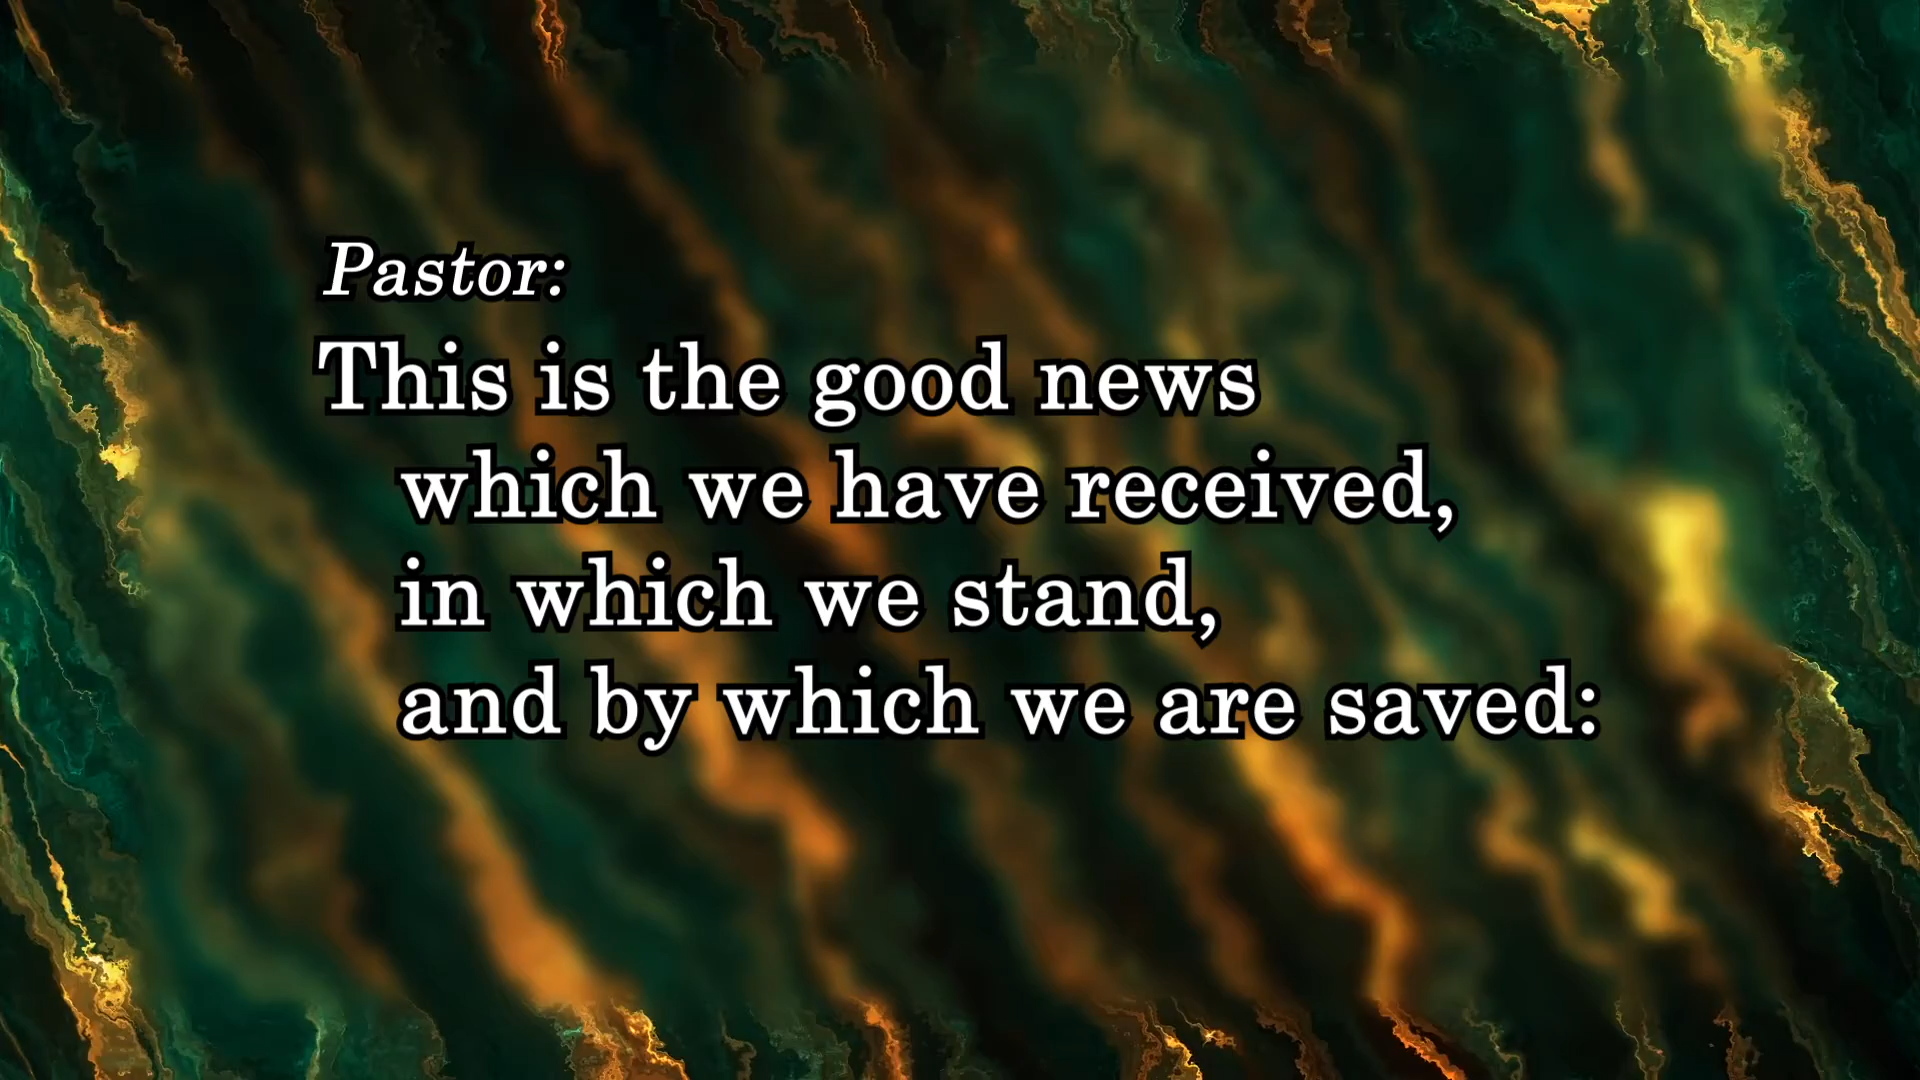 Pastor:
This is the good news
which we have received,
in which we stand,
and by which we are saved: